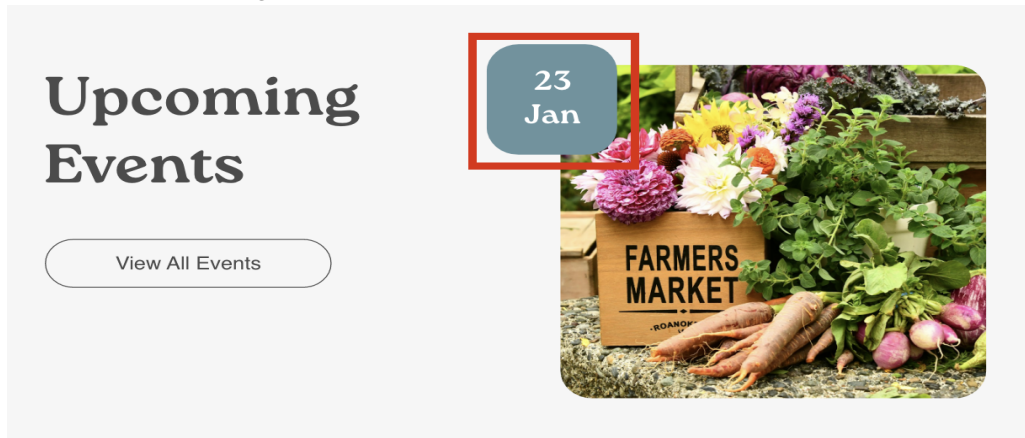 Upcoming
Events
View All Events
23
Jan
FARMERS
MARKET